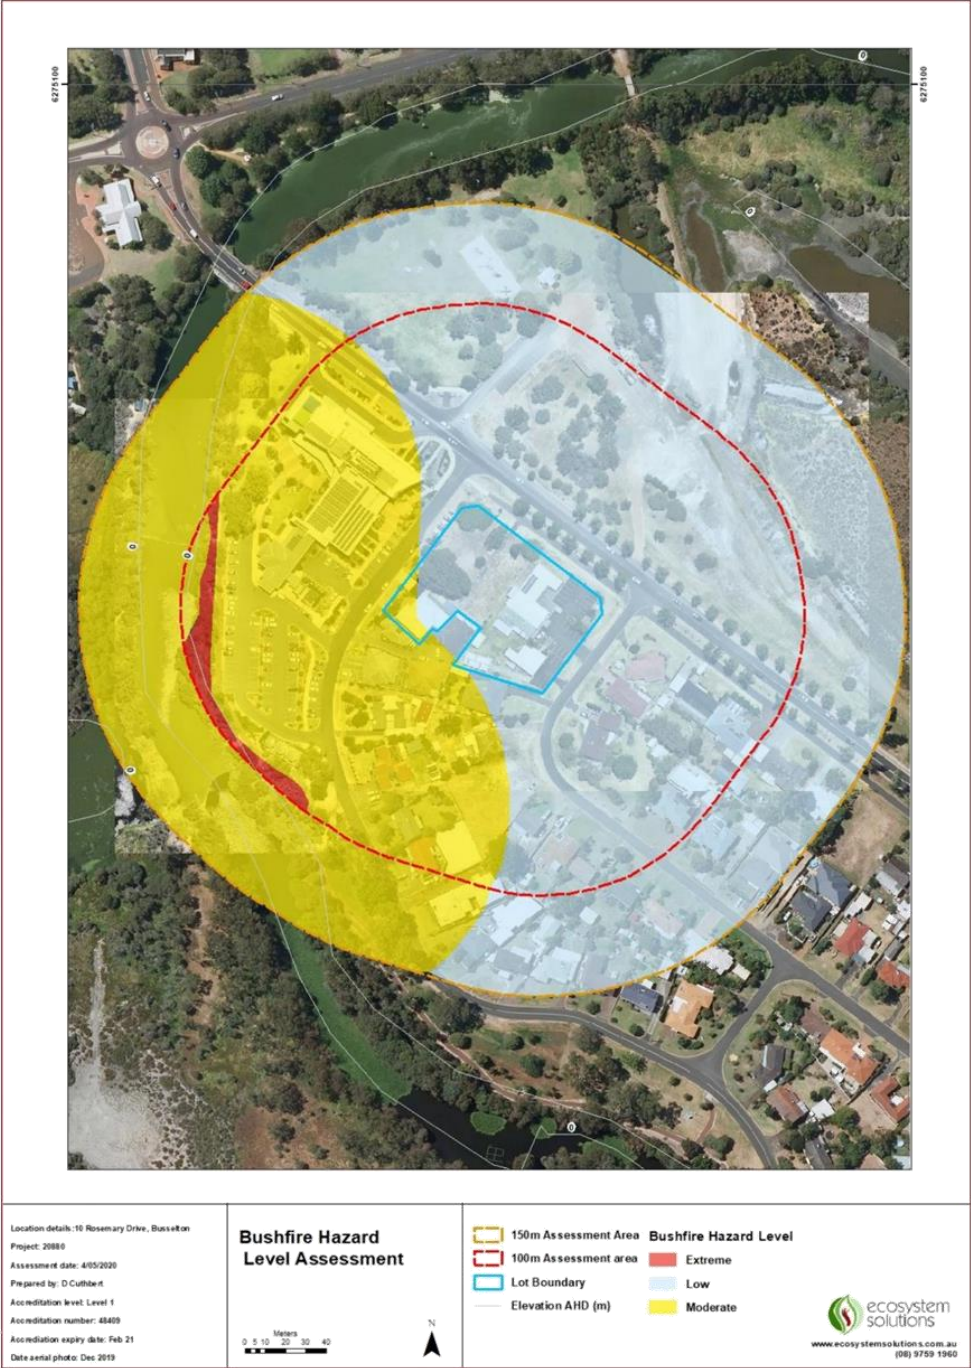 6275100
6275100
0
0
0
0
0
0
Location details:10 Rosemary Drive, Busselton
Project: 20880
Assessment date: 4/05/2020
Prepared by: D Cuthbert
Accreditation level: Level 1
Accreditation number: 48409
Accrediation expiry date: Feb 21
Date aerial photo: Dec 2019
Bushfire Hazard
Level Assessment
Meters
0 5 10 20 30 40
N
150m Assessment Area
100m Assessment area
Lot Boundary
Elevation AHD (m)
Bushfire Hazard Level
Extreme
Low
Moderate
ecosystem
solutions
www.ecosystemsolutions.com.au
(08) 9759 1960